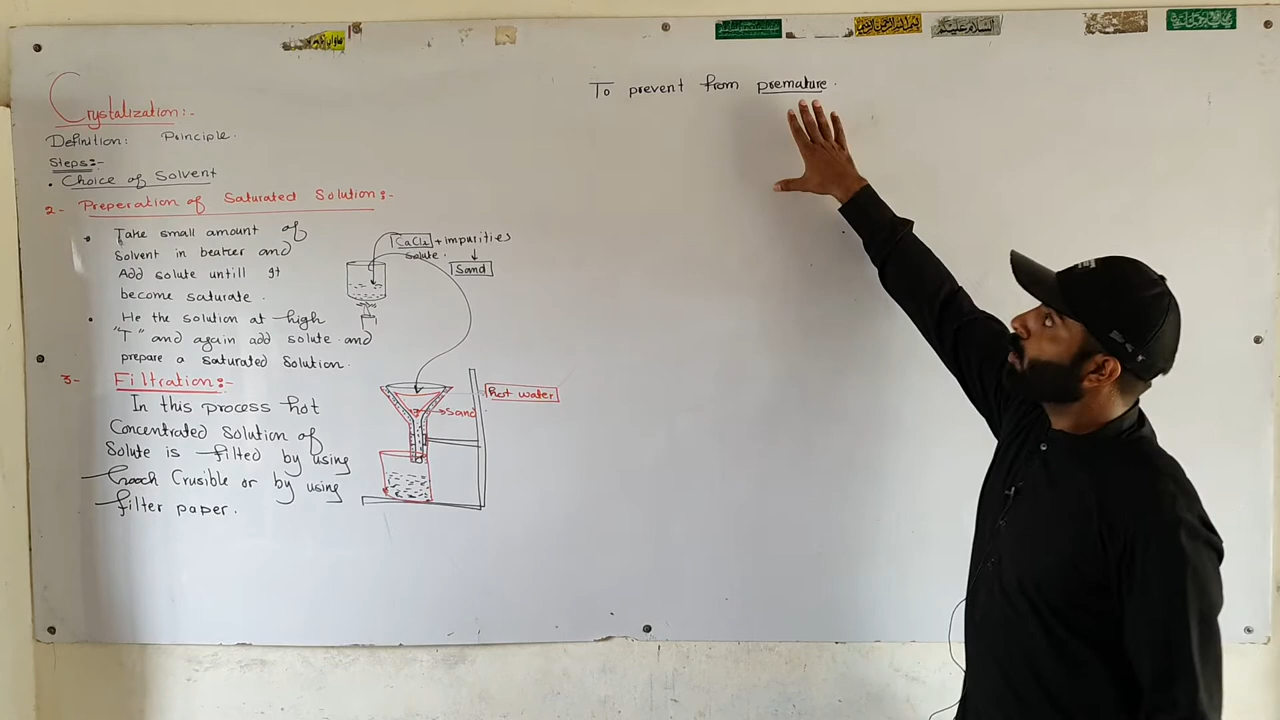 السلام علیکم
To prevent from premature.
Crystalization:-
Definition: Principle.
Steps:-
• Choice of Solvent
2- Preperation of Saturated Solution:-
• Take small amount of
Solvent in beaker and
Add solute untill gt
become saturate.
• He the solution at high
"T" and again add solute and
prepare a saturated solution.
CaCl2 + impurities
solute.
Sand
3- Filtration:-
In this process hot
Concentrated Solution of
Solute is filted by using
Gooch Crusible or by using
filter paper.
hot water
sand